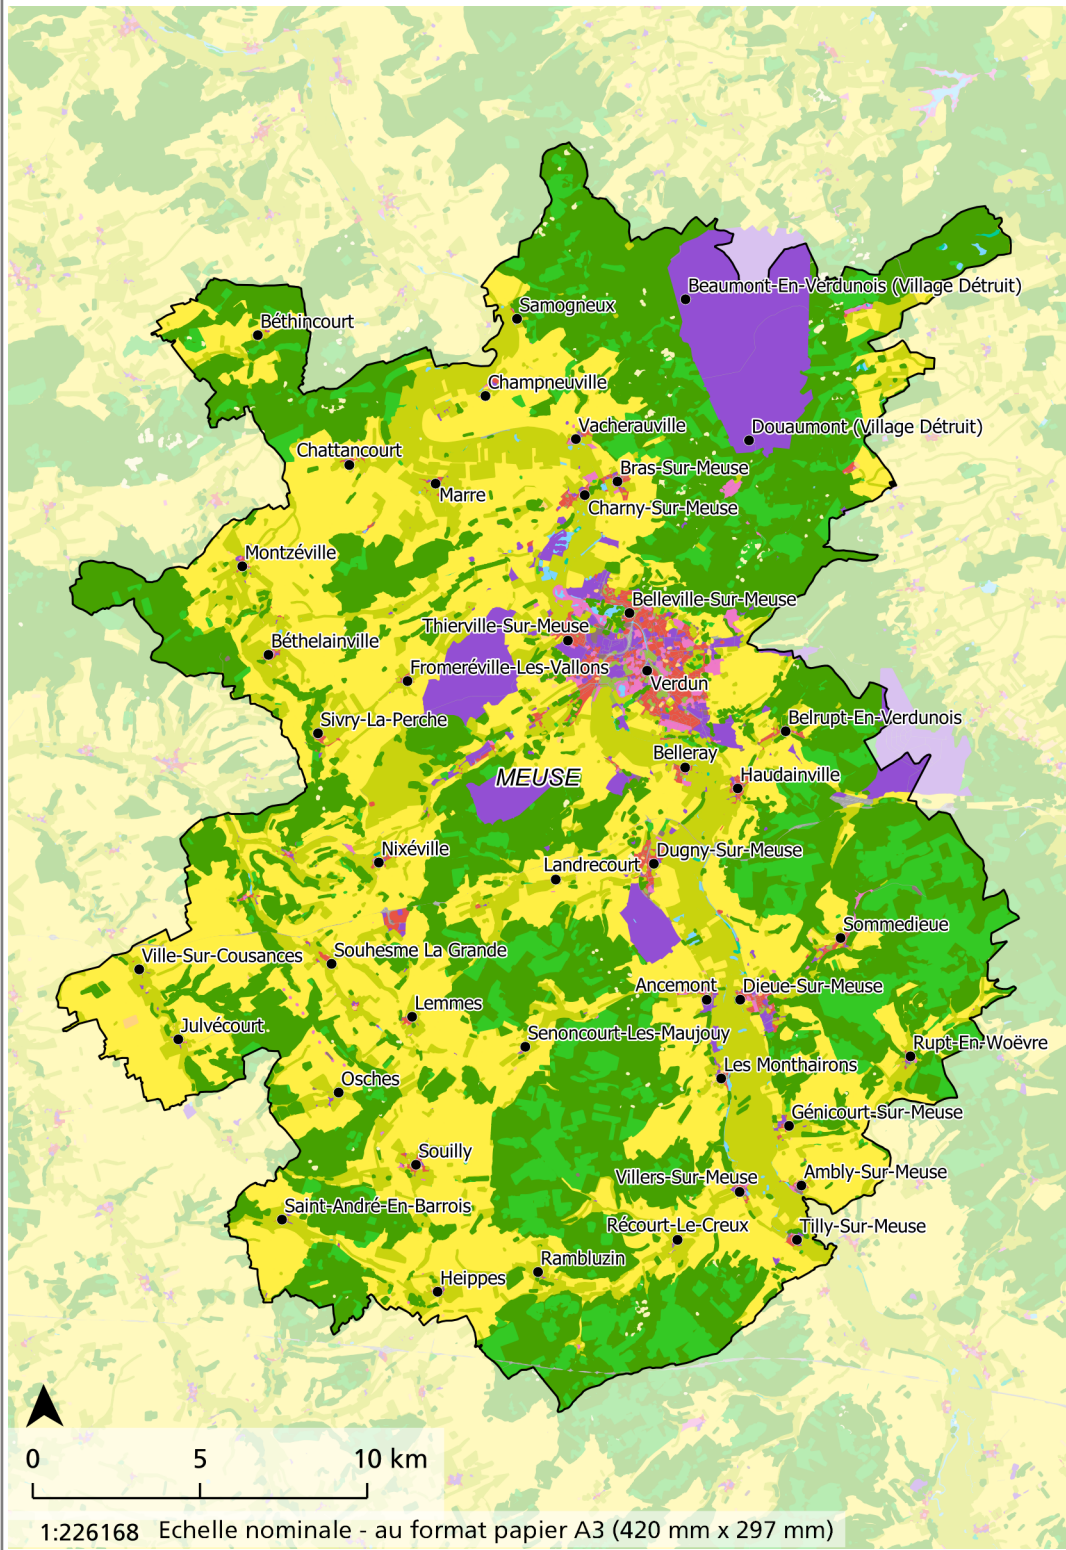 Beaumont-En-Verdunois (Village Détruit)
Samogneux
Béthincourt
Champneuville
Vacherauville
Douaumont (Village Détruit)
Chattancourt
Bras-Sur-Meuse
Marre
Charny-Sur-Meuse
Montzéville
Belleville-Sur-Meuse
Thierville-Sur-Meuse
Béthelainville
Fromeréville-Les-Vallons
Verdun
Sivry-La-Perche
Belrupt-En-Verdunois
Belleray
MEUSE
Haudainville
Nixéville
Dugny-Sur-Meuse
Landrecourt
Sommedieue
Souhesme La Grande
Ville-Sur-Cousances
Ancemont
Dieue-Sur-Meuse
Lemmes
Julvécourt
Senoncourt-Les-Maujouy
Rupt-En-Woëvre
Les Monthairons
Osches
Génicourt-Sur-Meuse
Souilly
Ambly-Sur-Meuse
Villers-Sur-Meuse
Saint-André-En-Barrois
Récourt-Le-Creux
Tilly-Sur-Meuse
Rambluzin
Heippes
0 5 10 km
1:226168 Echelle nominale - au format papier A3 (420 mm x 297 mm)